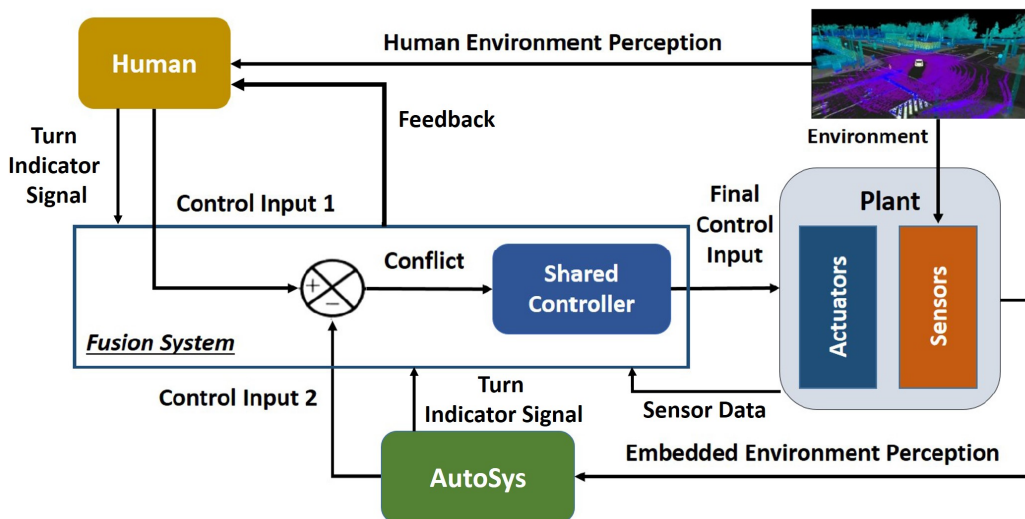 Human Environment Perception
Human
Feedback
Environment
Turn
Indicator
Signal
Control Input 1
Final
Control
Input
Plant
Conflict
Shared
Controller
+
−
Actuators
Sensors
Fusion System
Control Input 2
Turn
Indicator Signal
Sensor Data
AutoSys
Embedded Environment Perception